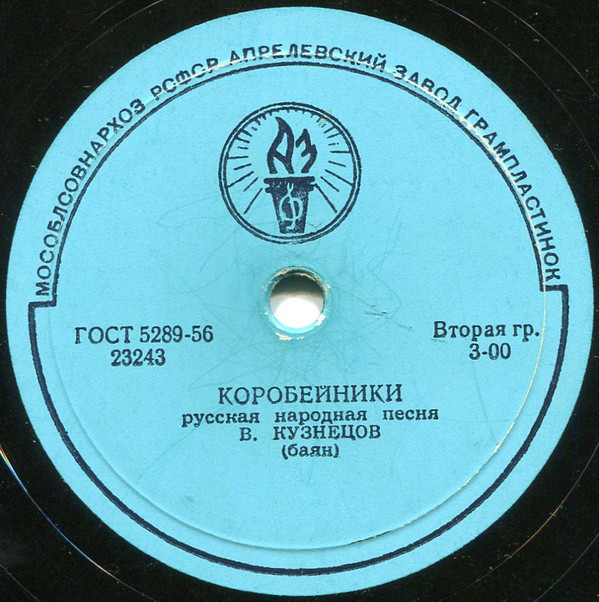 МОСОБЛСОВНАРХОЗ РСФСР АПРЕЛЕВСКИЙ ЗАВОД ГРАМПЛАСТИНОК
АЗ
ГОСТ 5289-56
23243
Вторая гр.
3-00
КОРОБЕЙНИКИ
русская народная песня
В. КУЗНЕЦОВ
(баян)